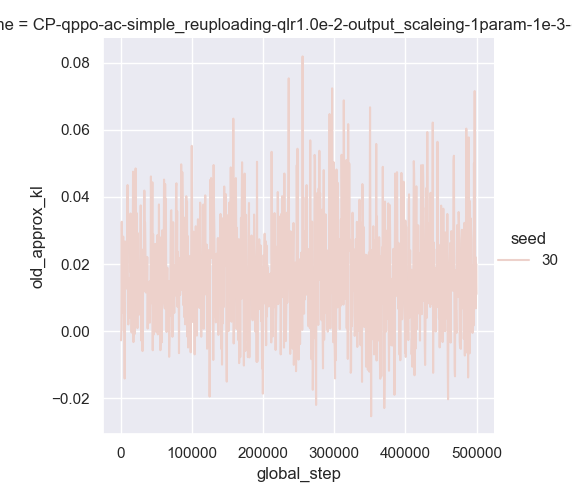 ne = CP-qppo-ac-simple_reuploading-qlr1.0e-2-output_scaleing-1param-1e-3-
0.08
0.06
0.04
0.02
0.00
−0.02
old_approx_kl
0 100000 200000 300000 400000 500000
global_step
seed
30